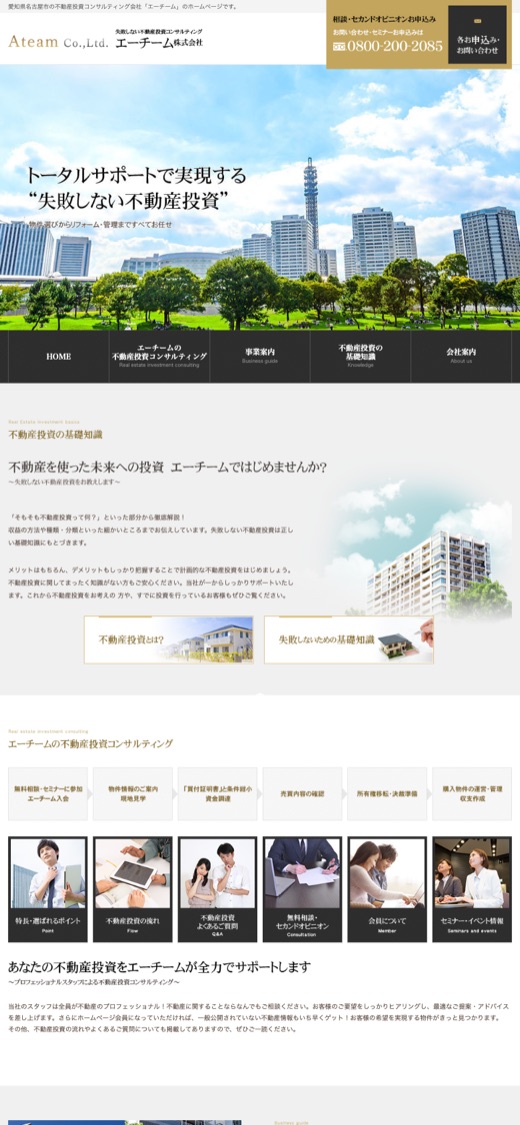 愛知県名古屋市の不動産投資コンサルティング会社「エーチーム」のホームページです。
Ateam Co.,Ltd.
失敗しない不動産投資コンサルティング
エーチーム株式会社
相談・セカンドオピニオンお申込み
お問い合わせ・セミナーお申込みは
0800-200-2085
各お申込み・
お問い合わせ
トータルサポートで実現する
“失敗しない不動産投資”
物件選びからリフォーム・管理まですべてお任せ
HOME
エーチームの
不動産投資コンサルティング
Real estate investment consulting
事業案内
Business guide
不動産投資の
基礎知識
Knowledge
会社案内
About us
Real Estate investment basics
不動産投資の基礎知識
不動産を使った未来への投資 エーチームではじめませんか?
～失敗しない不動産投資をお教えします～
「そもそも不動産投資って何?」といった部分から徹底解説!
収益の方法や種類・分類といった細かいところまでお伝えしています。失敗しない不動産投資は正し
い基礎知識にもとづきます。
メリットはもちろん、デメリットもしっかり把握することで計画的な不動産投資をはじめましょう。
不動産投資に関してまったく知識がない方もご安心ください。当社が一からしっかりサポートいたし
ます。これから不動産投資をお考えの 方や、すでに投資を行っているお客様もぜひご覧ください。
不動産投資とは?
失敗しないための基礎知識
Real estate investment consulting
エーチームの不動産投資コンサルティング
無料相談・セミナーに参加
エーチーム入会
物件情報のご案内
現地見学
「買付証明書」と条件縮小
資金調達
売買内容の確認
所有権移転・決裁準備
購入物件の運営・管理
収支作成
特長・選ばれるポイント
Point
不動産投資の流れ
Flow
不動産投資
よくあるご質問
Q&A
無料相談・
セカンドオピニオン
Consultation
会員について
Member
セミナー・イベント情報
Seminars and events
あなたの不動産投資をエーチームが全力でサポートします
～プロフェッショナルスタッフによる不動産投資コンサルティング～
当社のスタッフは全員が不動産のプロフェッショナル!不動産に関することならなんでもご相談ください。お客様のご要望をしっかりヒアリングし、最適なご提案・アドバイス
を差し上げます。さらにホームページ会員になっていただければ、一般公開されていない不動産情報もいち早くゲット!お客様の希望を実現する物件がきっと見つかります。
その他、不動産投資の流れやよくあるご質問についても掲載してありますので、ぜひご一読ください。
Business guide